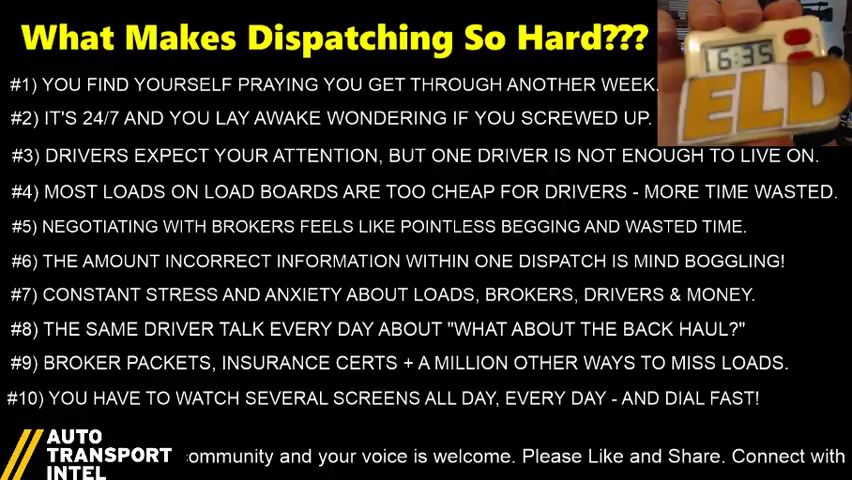 What Makes Dispatching So Hard???
16:35
ELD
#1) YOU FIND YOURSELF PRAYING YOU GET THROUGH ANOTHER WEEK.
#2) IT'S 24/7 AND YOU LAY AWAKE WONDERING IF YOU SCREWED UP.
#3) DRIVERS EXPECT YOUR ATTENTION, BUT ONE DRIVER IS NOT ENOUGH TO LIVE ON.
#4) MOST LOADS ON LOAD BOARDS ARE TOO CHEAP FOR DRIVERS - MORE TIME WASTED.
#5) NEGOTIATING WITH BROKERS FEELS LIKE POINTLESS BEGGING AND WASTED TIME.
#6) THE AMOUNT INCORRECT INFORMATION WITHIN ONE DISPATCH IS MIND BOGGLING!
#7) CONSTANT STRESS AND ANXIETY ABOUT LOADS, BROKERS, DRIVERS & MONEY.
#8) THE SAME DRIVER TALK EVERY DAY ABOUT "WHAT ABOUT THE BACK HAUL?"
#9) BROKER PACKETS, INSURANCE CERTS + A MILLION OTHER WAYS TO MISS LOADS.
#10) YOU HAVE TO WATCH SEVERAL SCREENS ALL DAY, EVERY DAY - AND DIAL FAST!
AUTO
TRANSPORT
INTEL
ommunity and your voice is welcome. Please Like and Share. Connect with